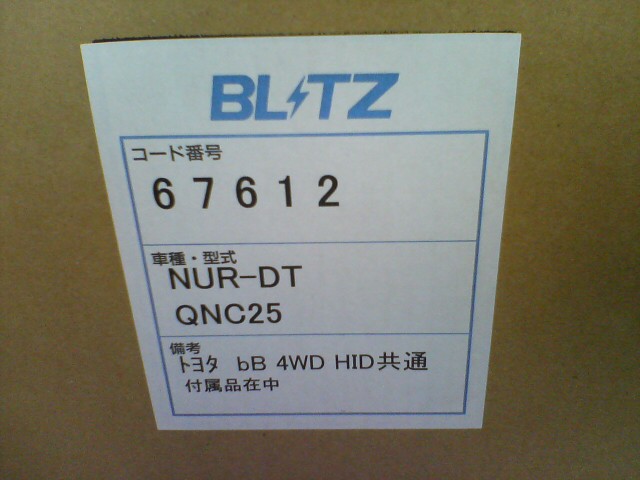 BLITZ
コード番号
67612
車種・型式
NUR-DT
QNC25
備考
ﾄﾖﾀ bB 4WD HID共通
付属品在中